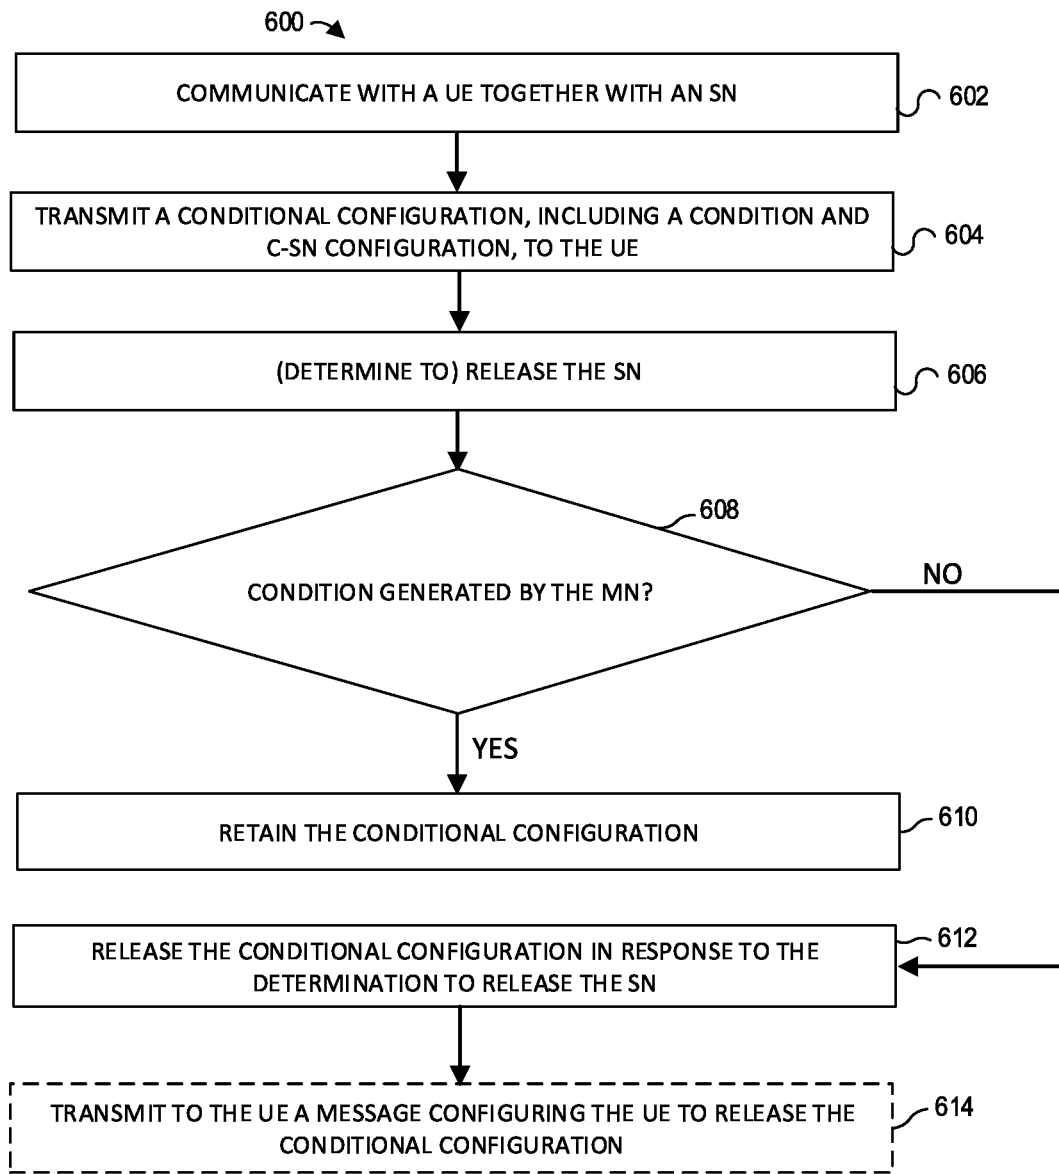 600
COMMUNICATE WITH A UE TOGETHER WITH AN SN
602
TRANSMIT A CONDITIONAL CONFIGURATION, INCLUDING A CONDITION AND
C-SN CONFIGURATION, TO THE UE
604
(DETERMINE TO) RELEASE THE SN
606
608
CONDITION GENERATED BY THE MN?
NO
YES
RETAIN THE CONDITIONAL CONFIGURATION
610
RELEASE THE CONDITIONAL CONFIGURATION IN RESPONSE TO THE
DETERMINATION TO RELEASE THE SN
612
TRANSMIT TO THE UE A MESSAGE CONFIGURING THE UE TO RELEASE THE
CONDITIONAL CONFIGURATION
614